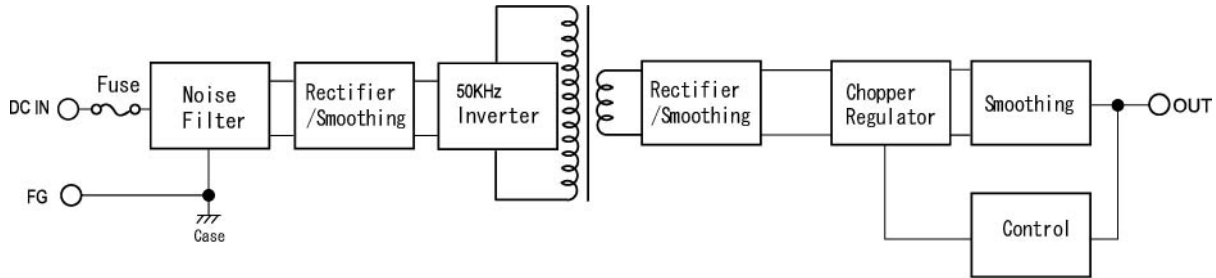 DC IN
Fuse
Noise
Filter
Rectifier
/Smoothing
50KHz
Inverter
Rectifier
/Smoothing
Chopper
Regulator
Smoothing
OUT
FG
Case
Control